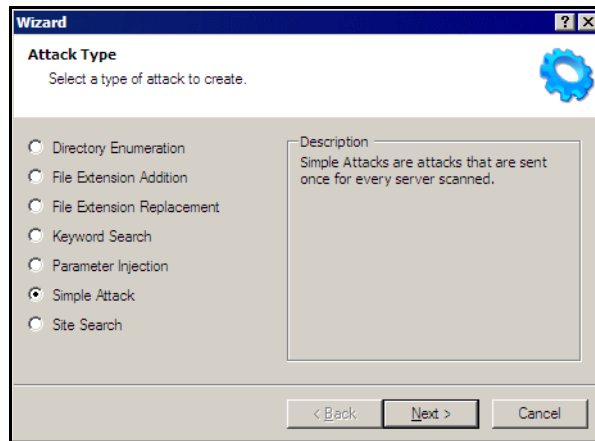 Wizard
Attack Type
Select a type of attack to create.
Directory Enumeration
File Extension Addition
File Extension Replacement
Keyword Search
Parameter Injection
Simple Attack
Site Search
Description
Simple Attacks are attacks that are sent
once for every server scanned.
< Back
Next >
Cancel